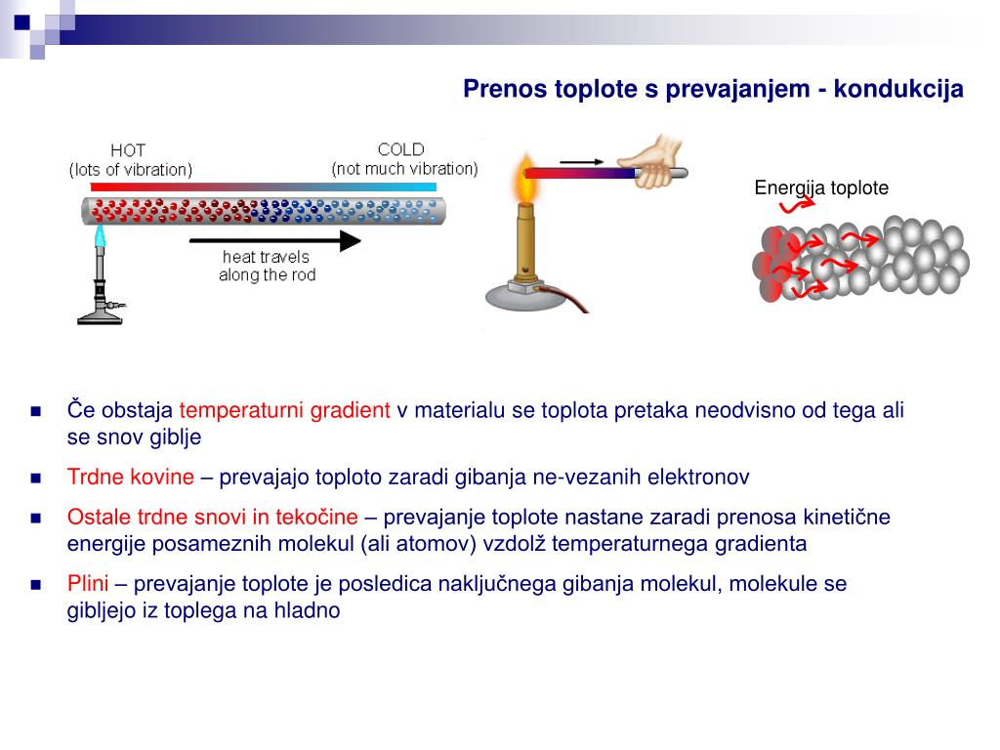 Prenos toplote s prevajanjem - kondukcija
HOT
(lots of vibration)
COLD
(not much vibration)
heat travels
along the rod
Energija toplote
Če obstaja temperaturni gradient v materialu se toplota pretaka neodvisno od tega ali
se snov giblje
Trdne kovine – prevajajo toploto zaradi gibanja ne-vezanih elektronov
Ostale trdne snovi in tekočine – prevajanje toplote nastane zaradi prenosa kinetične
energije posameznih molekul (ali atomov) vzdolž temperaturnega gradienta
Plini – prevajanje toplote je posledica naključnega gibanja molekul, molekule se
gibljejo iz toplega na hladno